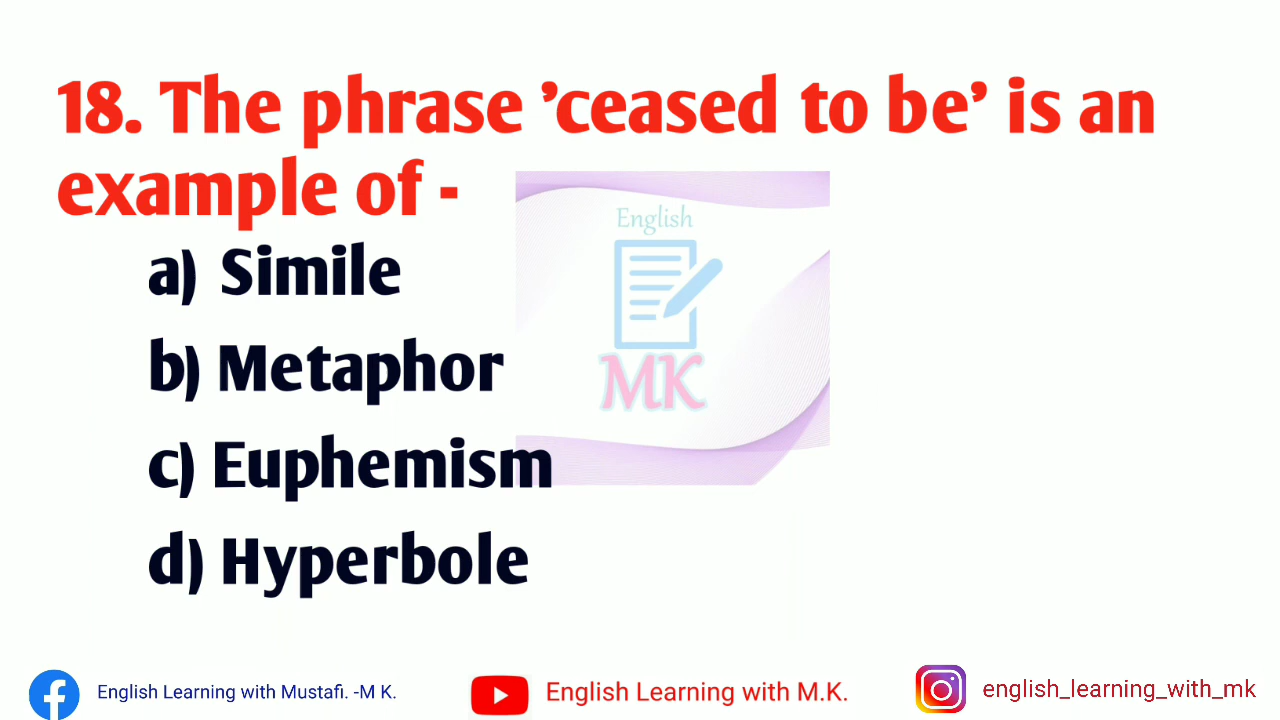 18. The phrase ’ceased to be’ is an
example of -
a) Simile
b) Metaphor
c) Euphemism
d) Hyperbole
English
MK
English Learning with Mustafi. -M K.
English Learning with M.K.
english_learning_with_mk